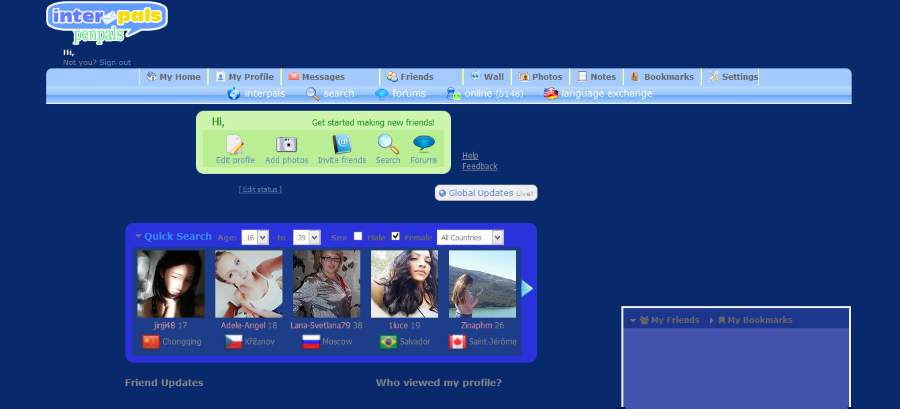 inter pals
penpals
Hi,
Not you? Sign out
My Home My Profile Messages Friends Wall Photos Notes Bookmarks Settings
interpals search forums online (5148) language exchange
Hi, Get started making new friends!
Edit profile Add photos Invite friends Search Forums
Help
Feedback
[ Edit status ]
Global Updates Live!
Quick Search Age: 16 to 39 Sex Male Female All Countries
jinji48 17 Adele-Angel 18 Lana-Svetlana79 38 1luce 19 Zinaphm 26
Chongqing Křižanov Moscow Salvador Saint-Jérôme
My Friends My Bookmarks
Friend Updates Who viewed my profile?